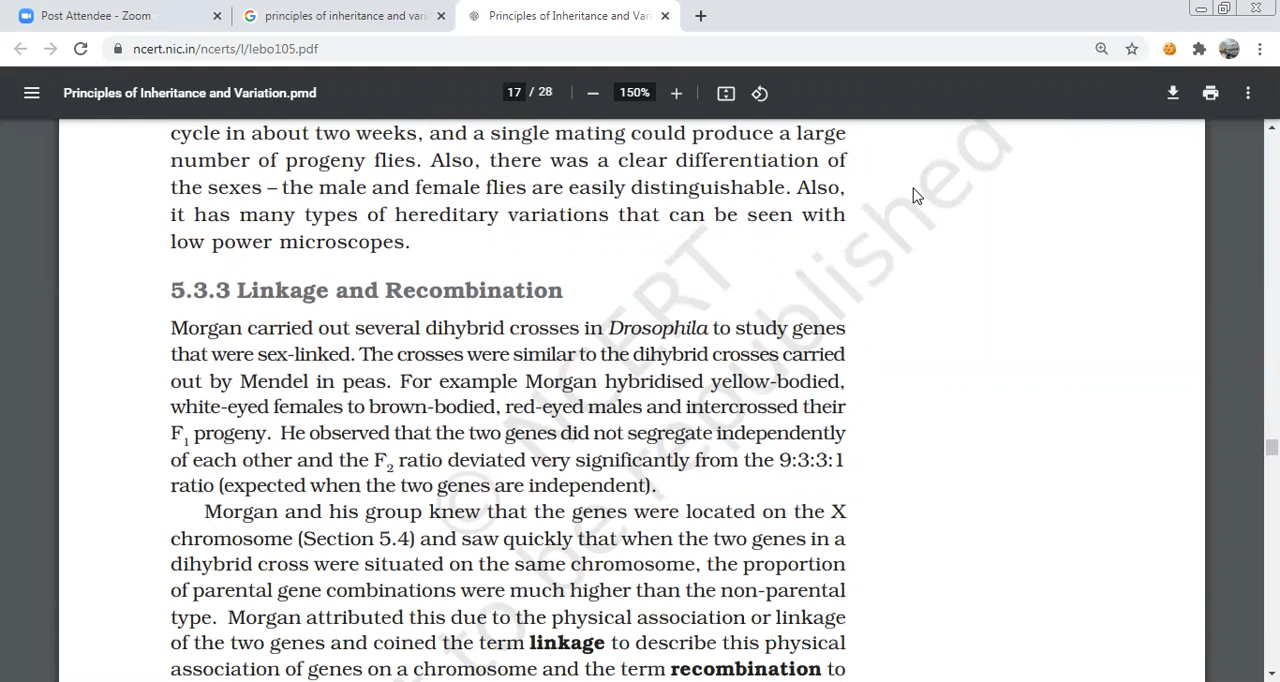 Post Attendee - Zoom
principles of inheritance and vari
Principles of Inheritance and Vari
ncert.nic.in/ncerts/l/lebo105.pdf
Principles of Inheritance and Variation.pmd
17 / 28
150%
cycle in about two weeks, and a single mating could produce a large
number of progeny flies. Also, there was a clear differentiation of
the sexes – the male and female flies are easily distinguishable. Also,
it has many types of hereditary variations that can be seen with
low power microscopes.
5.3.3 Linkage and Recombination
Morgan carried out several dihybrid crosses in Drosophila to study genes
that were sex-linked. The crosses were similar to the dihybrid crosses carried
out by Mendel in peas. For example Morgan hybridised yellow-bodied,
white-eyed females to brown-bodied, red-eyed males and intercrossed their
F1 progeny. He observed that the two genes did not segregate independently
of each other and the F2 ratio deviated very significantly from the 9:3:3:1
ratio (expected when the two genes are independent).
Morgan and his group knew that the genes were located on the X
chromosome (Section 5.4) and saw quickly that when the two genes in a
dihybrid cross were situated on the same chromosome, the proportion
of parental gene combinations were much higher than the non-parental
type. Morgan attributed this due to the physical association or linkage
of the two genes and coined the term linkage to describe this physical
association of genes on a chromosome and the term recombination to
© NCERT
to be republished